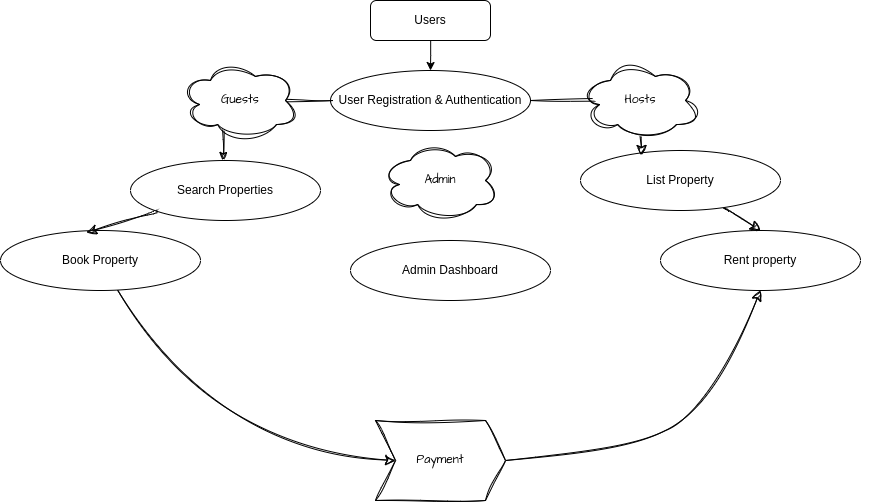 Users
Guests
User Registration & Authentication
Hosts
Admin
Search Properties
List Property
Book Property
Admin Dashboard
Rent property
Payment